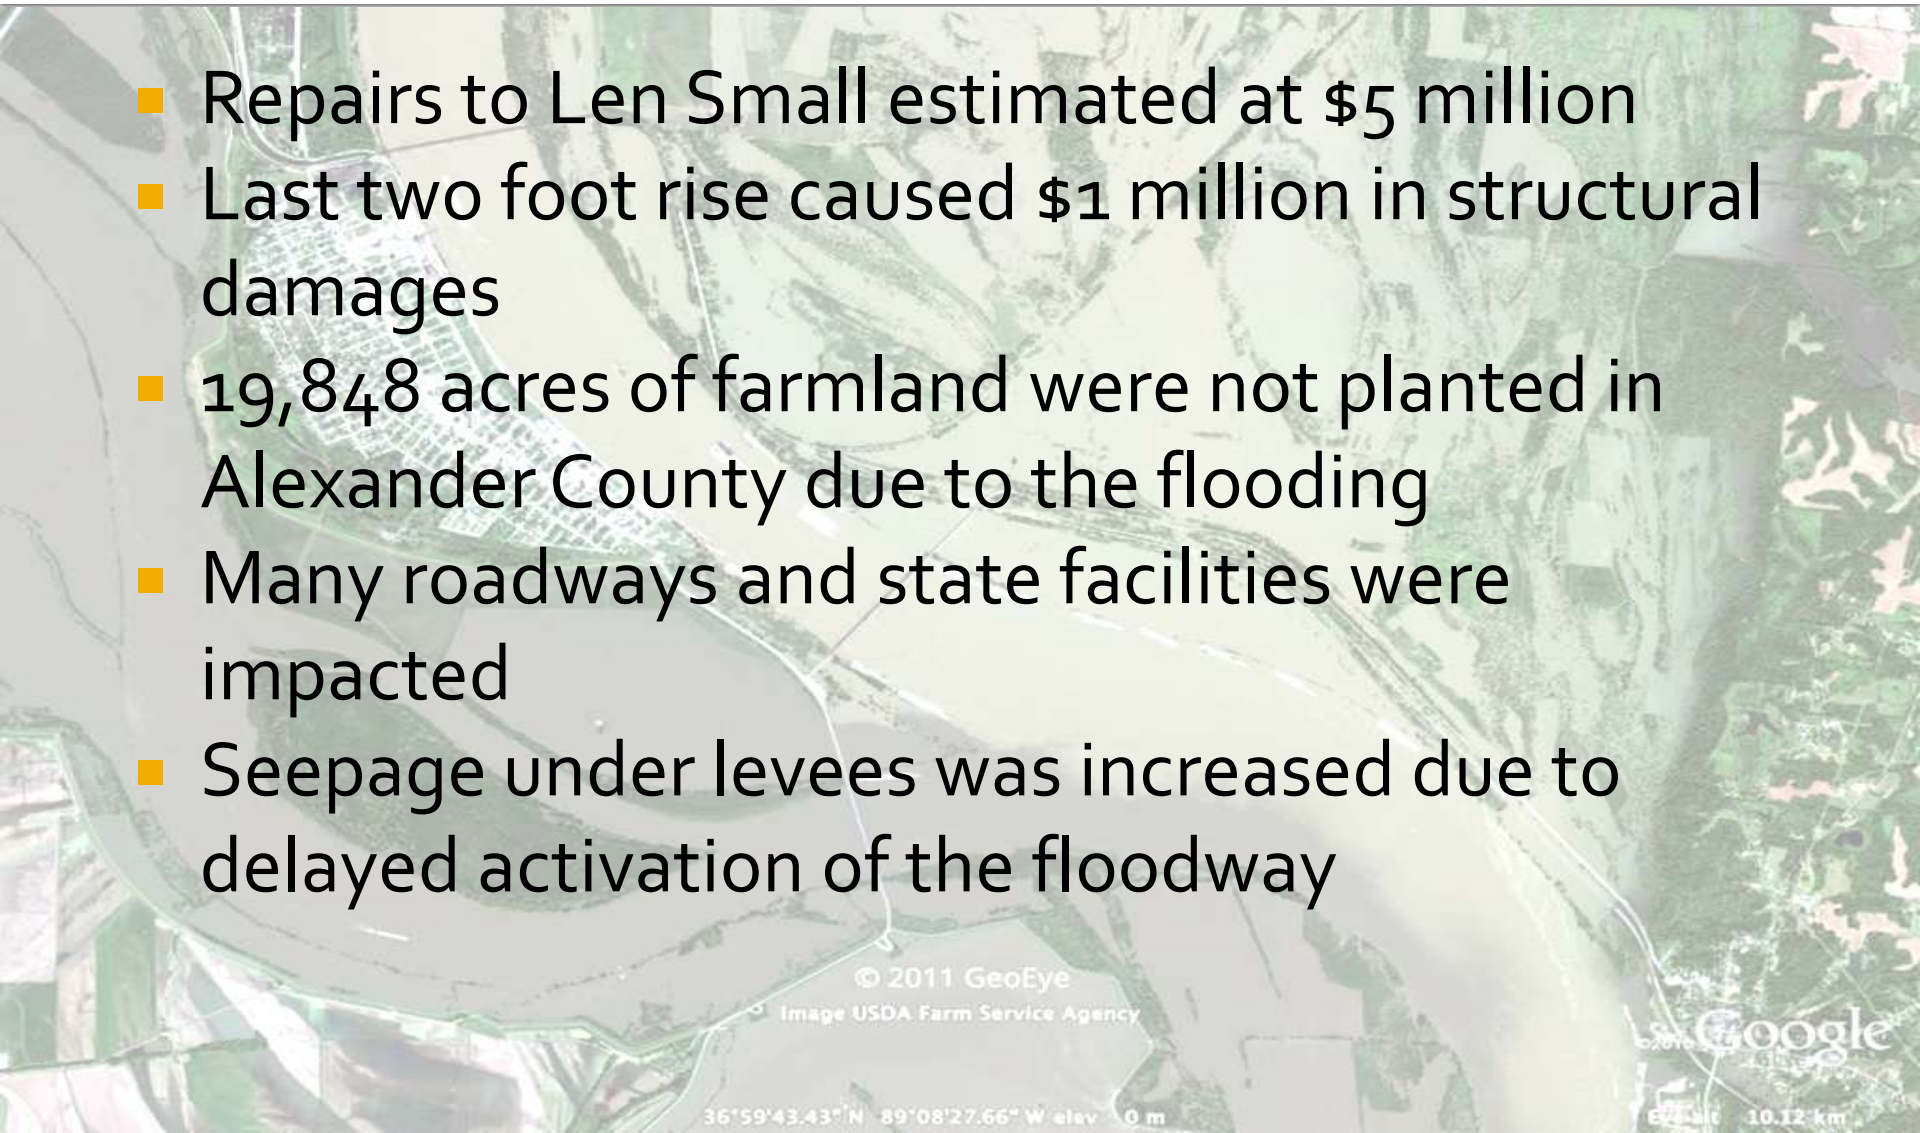 Repairs to Len Small estimated at $5 million
Last two foot rise caused $1 million in structural
damages
19,848 acres of farmland were not planted in
Alexander County due to the flooding
Many roadways and state facilities were
impacted
Seepage under levees was increased due to
delayed activation of the floodway
© 2011 GeoEye
Image USDA Farm Service Agency
Google
36°59'43.43" N 89°08'27.66" W elev 0 m
Eye alt 10.12 km